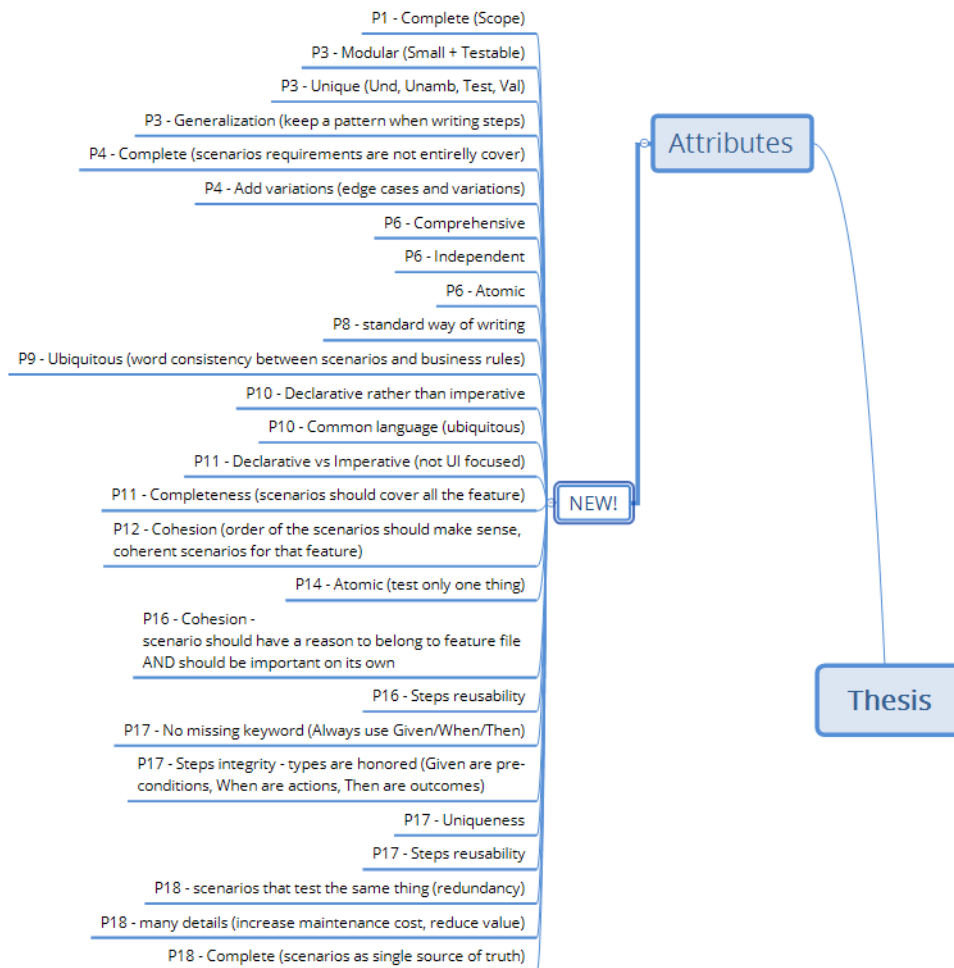 P1 - Complete (Scope)
P3 - Modular (Small + Testable)
P3 - Unique (Und, Unamb, Test, Val)
P3 - Generalization (keep a pattern when writing steps)
P4 - Complete (scenarios requirements are not entirelly cover)
P4 - Add variations (edge cases and variations)
P6 - Comprehensive
P6 - Independent
P6 - Atomic
P8 - standard way of writing
P9 - Ubiquitous (word consistency between scenarios and business rules)
P10 - Declarative rather than imperative
P10 - Common language (ubiquitous)
P11 - Declarative vs Imperative (not UI focused)
P11 - Completeness (scenarios should cover all the feature)
P12 - Cohesion (order of the scenarios should make sense,
coherent scenarios for that feature)
P14 - Atomic (test only one thing)
P16 - Cohesion -
scenario should have a reason to belong to feature file
AND should be important on its own
P16 - Steps reusability
P17 - No missing keyword (Always use Given/When/Then)
P17 - Steps integrity - types are honored (Given are pre-
conditions, When are actions, Then are outcomes)
P17 - Uniqueness
P17 - Steps reusability
P18 - scenarios that test the same thing (redundancy)
P18 - many details (increase maintenance cost, reduce value)
P18 - Complete (scenarios as single source of truth)
NEW!
Attributes
Thesis